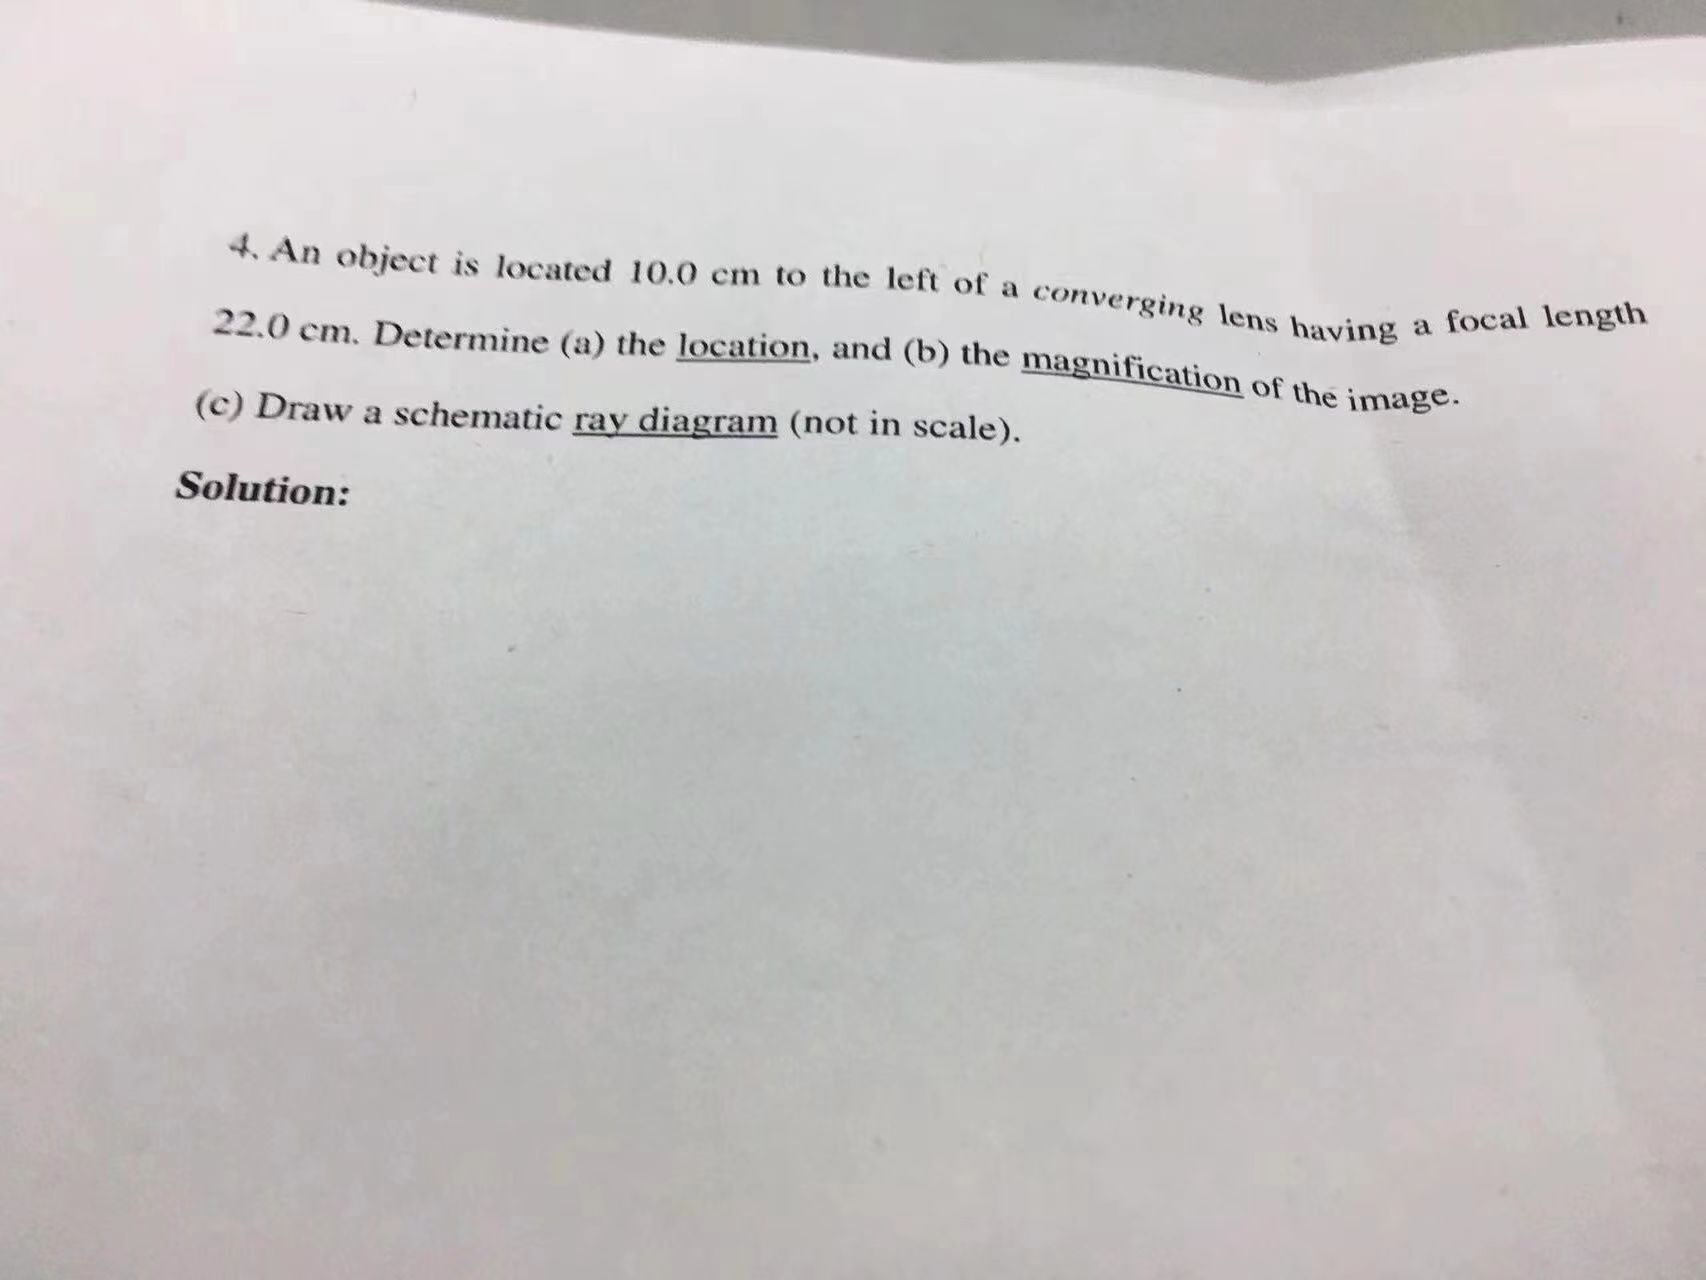 4. An object is located 10.0 cm to the left of a converging lens having a focal length
22.0 cm. Determine (a) the location, and (b) the magnification of the image.
(c) Draw a schematic ray diagram (not in scale).
Solution: